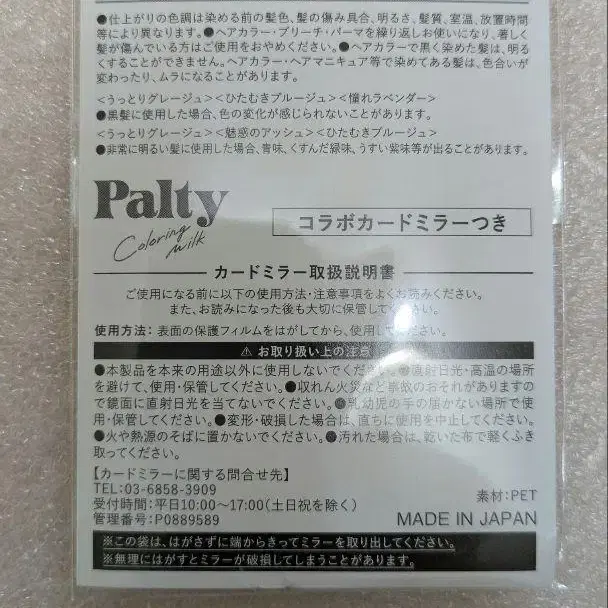 ●仕上がりの色調は染める前の髪色、髪の傷み具合、明るさ、髪質、室温、放置時間
等により異なります。●ヘアカラー・ブリーチ・パーマを繰り返しお使いになり、著しく
髪が傷んでいる方はご使用をおやめください。●ヘアカラーで黒く染めた髪は、明る
くすることができません。●ヘアカラー・ヘアマニキュア等で染めてある髪は、色合いが
変わったり、ムラになることがあります。
＜うっとりグレージュ＞＜ひたむきブルージュ＞＜憧れラベンダー＞
●黒髪に使用した場合、色の変化が感じられないことがあります。
＜うっとりグレージュ＞＜魅惑のアッシュ＞＜ひたむきブルージュ＞
●非常に明るい髪に使用した場合、青味、くすんだ緑味、うすい紫味等が出ることがあります。
Palty
Coloring Milk
コラボカードミラーつき
カードミラー取扱説明書
ご使用になる前に以下の使用方法・注意事項をよくお読みください。
また、お読みになった後も大切に保管してください。
使用方法：表面の保護フィルムをはがしてから、使用してください。
⚠ お取り扱い上の注意
●本製品を本来の用途以外に使用しないでください。●直射日光・高温の場所
を避けて、使用・保管してください。●収れん火災など事故のおそれがありますの
で鏡面に直射日光を当てないでください。●乳幼児の手の届かない場所で使
用・保管してください。●変形・破損した場合は、直ちに使用を中止してください。
●火や熱源のそばに置かないでください。●汚れた場合は、乾いた布で軽くふき
取ってください。
【カードミラーに関する問合せ先】
TEL:03-6858-3909
受付時間：平日10:00〜17:00(土日祝を除く)
管理番号：P0889589
素材：PET
MADE IN JAPAN
※この袋は、はがさずに端からきってミラーを取り出してください。
※無理にはがすとミラーが破損してしまうことがあります。